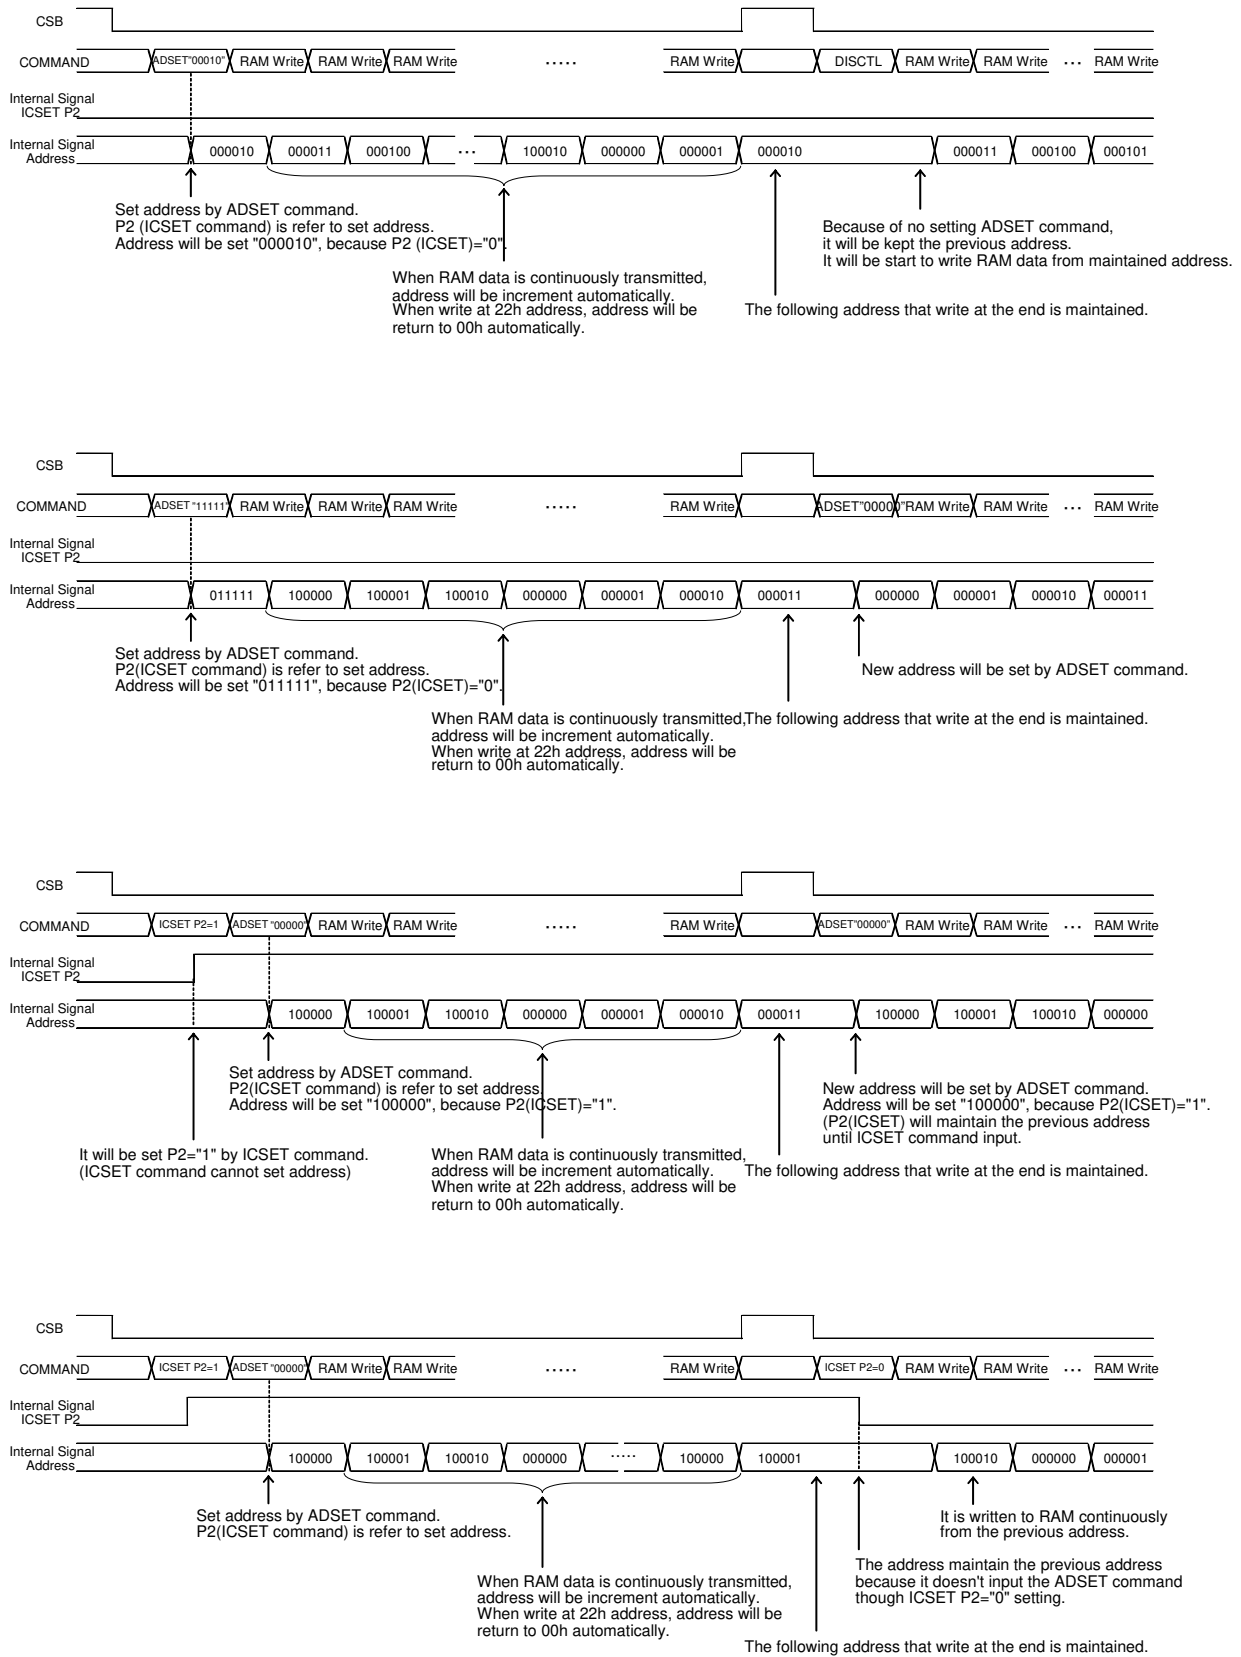 CSB
COMMAND ADSET"00010" RAM Write RAM Write RAM Write ..... RAM Write DISCTL RAM Write RAM Write ... RAM Write
Internal Signal
ICSET P2
Internal Signal
Address
000010 000011 000100 ... 100010 000000 000001 000010 000011 000100 000101
Set address by ADSET command.
P2 (ICSET command) is refer to set address.
Address will be set "000010", because P2 (ICSET)="0".
When RAM data is continuously transmitted,
address will be increment automatically.
When write at 22h address, address will be
return to 00h automatically.
Because of no setting ADSET command,
it will be kept the previous address.
It will be start to write RAM data from maintained address.
The following address that write at the end is maintained.
CSB
COMMAND ADSET "11111" RAM Write RAM Write RAM Write ..... RAM Write ADSET"00000" RAM Write RAM Write ... RAM Write
Internal Signal
ICSET P2
Internal Signal
Address
011111 100000 100001 100010 000000 000001 000010 000011 000000 000001 000010 000011
Set address by ADSET command.
P2(ICSET command) is refer to set address.
Address will be set "011111", because P2(ICSET)="0".
New address will be set by ADSET command.
When RAM data is continuously transmitted,
address will be increment automatically.
When write at 22h address, address will be
return to 00h automatically.
The following address that write at the end is maintained.
CSB
COMMAND ICSET P2=1 ADSET "00000" RAM Write RAM Write ..... RAM Write ADSET"00000" RAM Write RAM Write ... RAM Write
Internal Signal
ICSET P2
Internal Signal
Address
100000 100001 100010 000000 000001 000010 000011 100000 100001 100010 000000
Set address by ADSET command.
P2(ICSET command) is refer to set address.
Address will be set "100000", because P2(ICSET)="1".
New address will be set by ADSET command.
Address will be set "100000", because P2(ICSET)="1".
(P2(ICSET) will maintain the previous address
until ICSET command input.
It will be set P2="1" by ICSET command.
(ICSET command cannot set address)
When RAM data is continuously transmitted,
address will be increment automatically.
When write at 22h address, address will be
return to 00h automatically.
The following address that write at the end is maintained.
CSB
COMMAND ICSET P2=1 ADSET "00000" RAM Write RAM Write ..... RAM Write ICSET P2=0 RAM Write RAM Write ... RAM Write
Internal Signal
ICSET P2
Internal Signal
Address
100000 100001 100010 000000 ..... 100000 100001 100010 000000 000001
Set address by ADSET command.
P2(ICSET command) is refer to set address.
It is written to RAM continuously
from the previous address.
The address maintain the previous address
because it doesn't input the ADSET command
though ICSET P2="0" setting.
When RAM data is continuously transmitted,
address will be increment automatically.
When write at 22h address, address will be
return to 00h automatically.
The following address that write at the end is maintained.